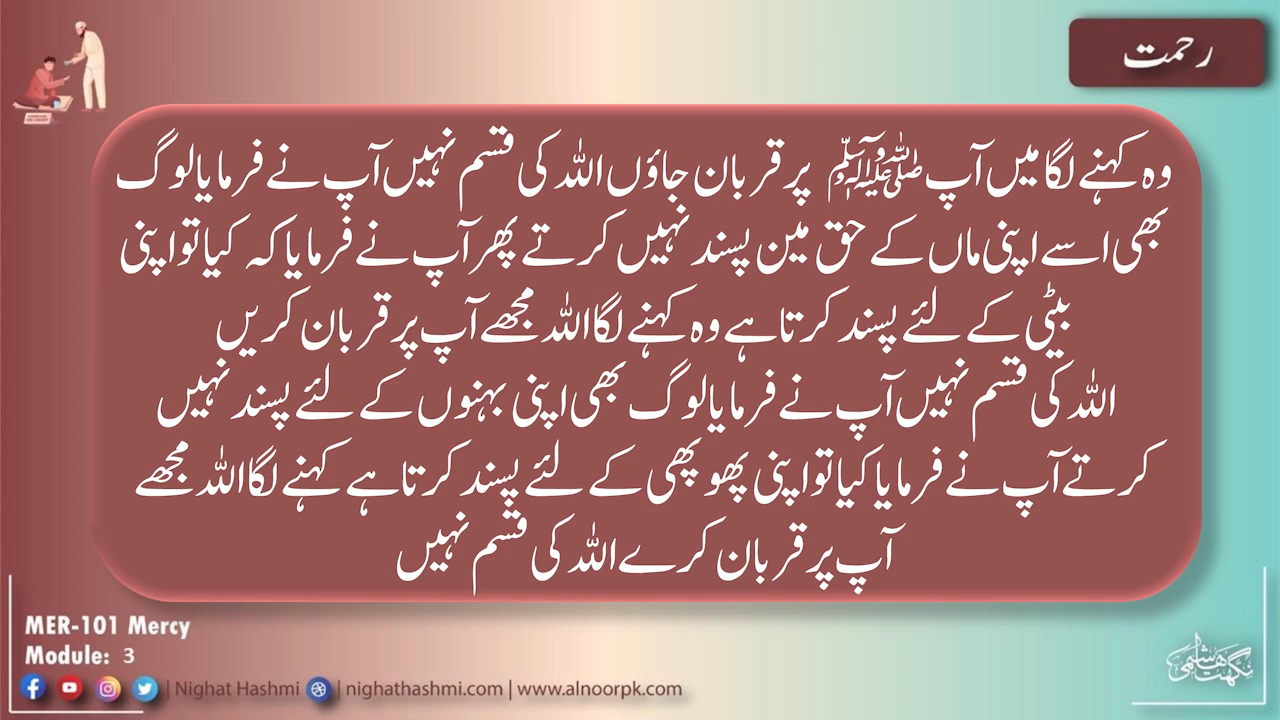 رحمت
وہ کہنے لگا میں آپ ﷺ پر قربان جاؤں اللہ کی قسم نہیں آپ نے فرمایا لوگ
بھی اسے اپنی ماں کے حق مین پسند نہیں کرتے پھر آپ نے فرمایا کہ کیا تو اپنی
بیٹی کے لئے پسند کرتا ہے وہ کہنے لگا اللہ مجھے آپ پر قربان کریں
اللہ کی قسم نہیں آپ نے فرمایا لوگ بھی اپنی بہنوں کے لئے پسند نہیں
کرتے آپ نے فرمایا کیا تو اپنی پھوپھی کے لئے پسند کرتا ہے کہنے لگا اللہ مجھے
آپ پر قربان کرے اللہ کی قسم نہیں
MER-101 Mercy
Module: 3
| Nighat Hashmi | nighathashmi.com | www.alnoorpk.com
نگہت ہاشمی